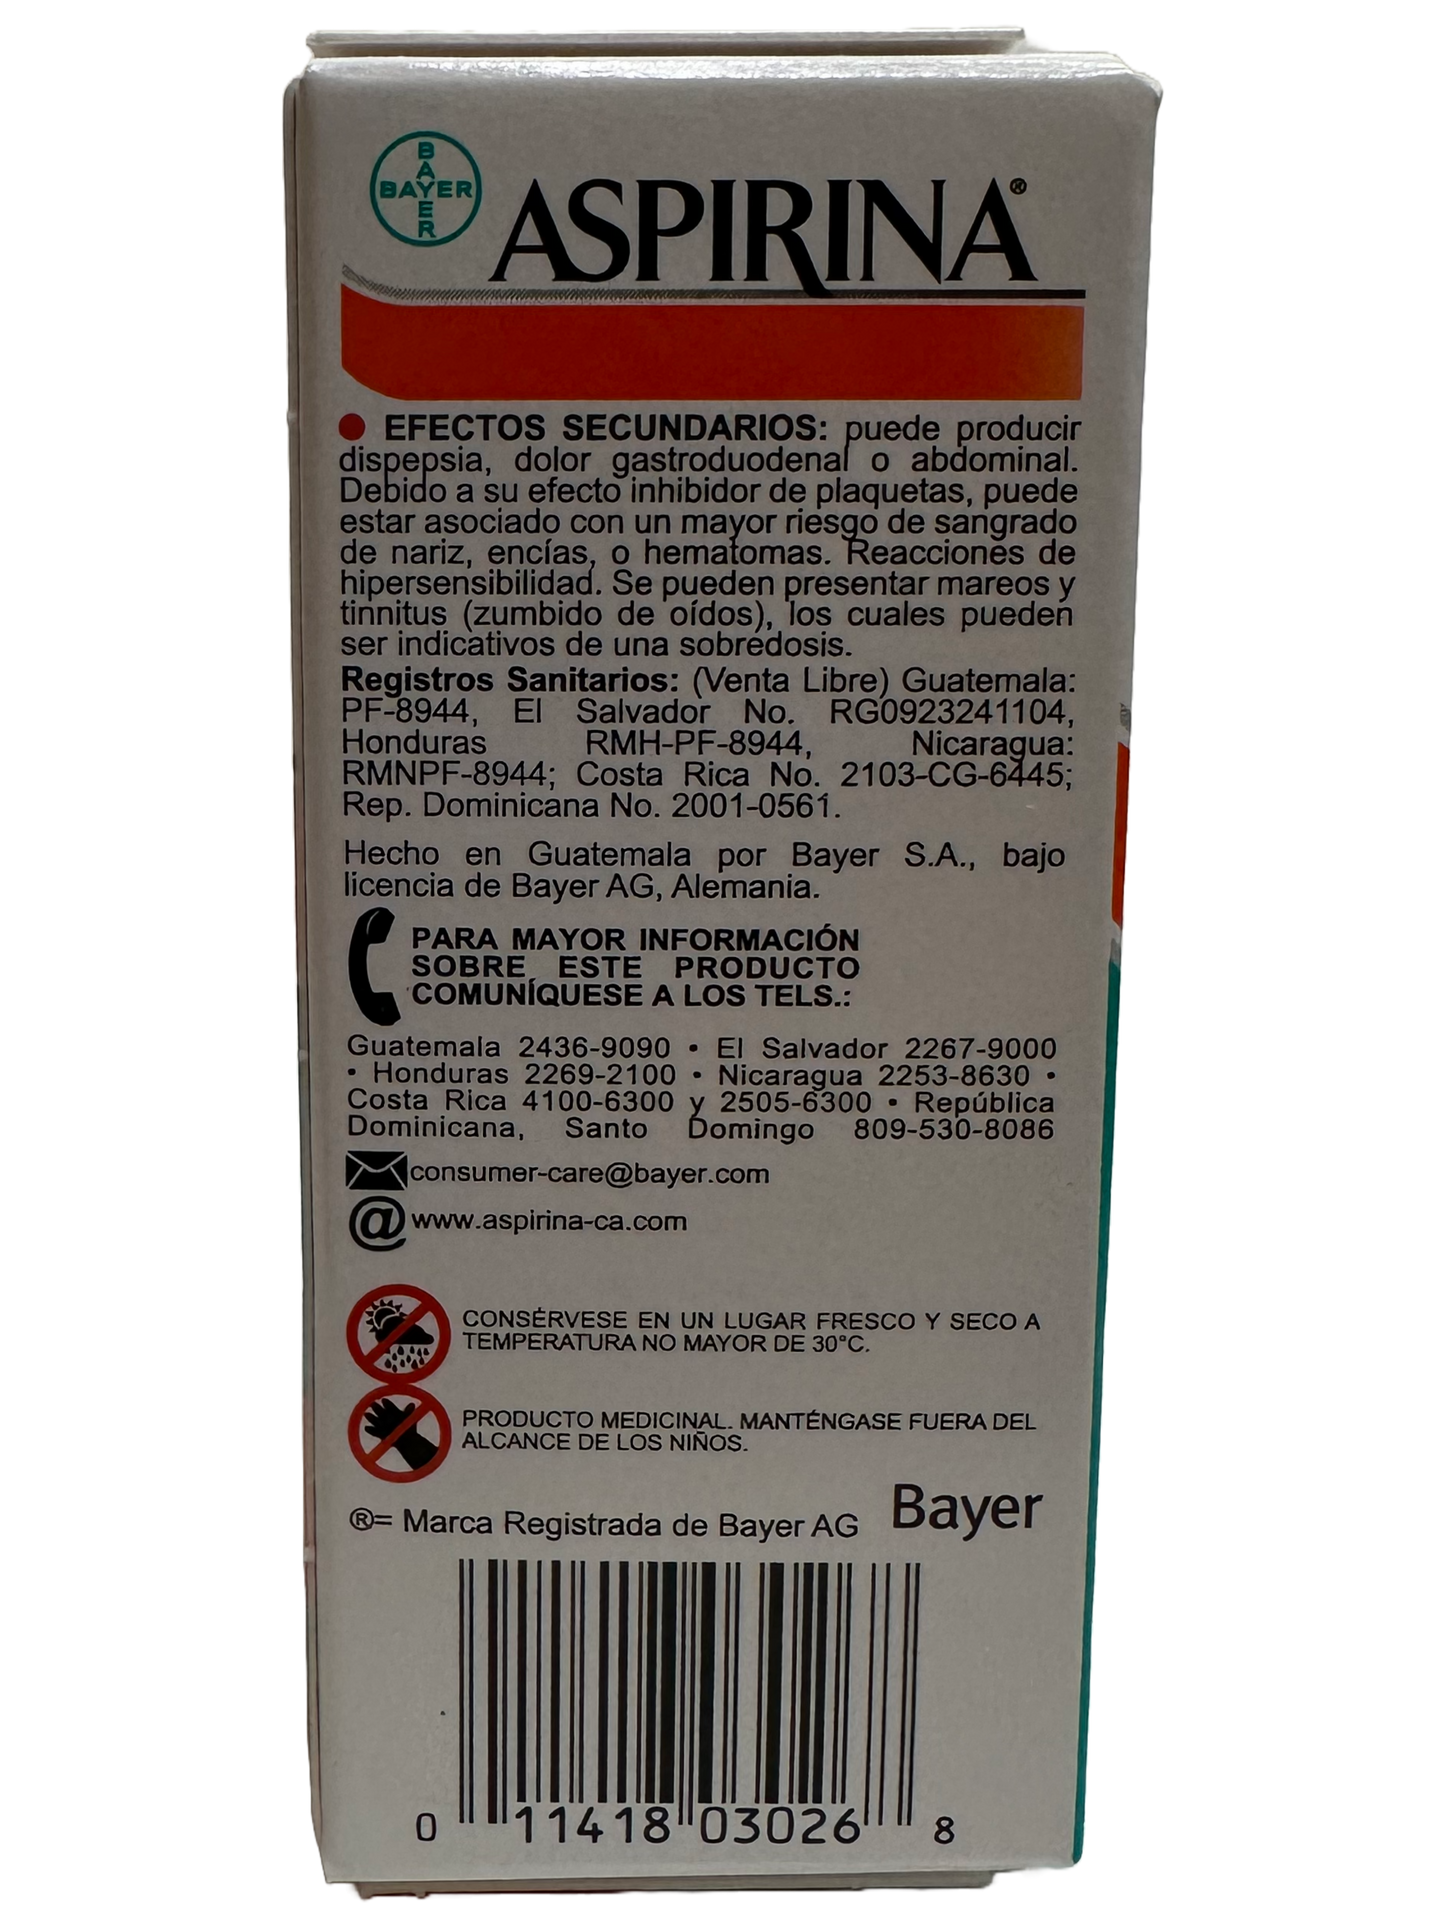 BAYER
BAYER
ASPIRINA®
● EFECTOS SECUNDARIOS: puede producir
dispepsia, dolor gastroduodenal o abdominal.
Debido a su efecto inhibidor de plaquetas, puede
estar asociado con un mayor riesgo de sangrado
de nariz, encías, o hematomas. Reacciones de
hipersensibilidad. Se pueden presentar mareos y
tinnitus (zumbido de oídos), los cuales pueden
ser indicativos de una sobredosis.
Registros Sanitarios: (Venta Libre) Guatemala:
PF-8944, El Salvador No. RG0923241104,
Honduras RMH-PF-8944, Nicaragua:
RMNPF-8944; Costa Rica No. 2103-CG-6445;
Rep. Dominicana No. 2001-0561.
Hecho en Guatemala por Bayer S.A., bajo
licencia de Bayer AG, Alemania.
PARA MAYOR INFORMACIÓN
SOBRE ESTE PRODUCTO
COMUNÍQUESE A LOS TELS.:
Guatemala 2436-9090 • El Salvador 2267-9000
• Honduras 2269-2100 • Nicaragua 2253-8630 •
Costa Rica 4100-6300 y 2505-6300 • República
Dominicana, Santo Domingo 809-530-8086
consumer-care@bayer.com
@ www.aspirina-ca.com
CONSÉRVESE EN UN LUGAR FRESCO Y SECO A
TEMPERATURA NO MAYOR DE 30°C.
PRODUCTO MEDICINAL. MANTÉNGASE FUERA DEL
ALCANCE DE LOS NIÑOS.
®= Marca Registrada de Bayer AG Bayer
0 11418 03026 8